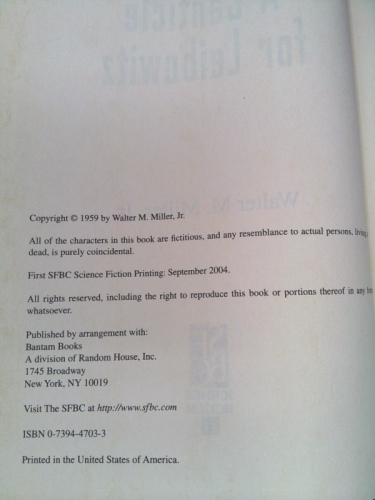 A Canticle
for Leibowitz
Walter M. Miller, Jr.
Copyright © 1959 by Walter M. Miller, Jr.
All of the characters in this book are fictitious, and any resemblance to actual persons, living
dead, is purely coincidental.
First SFBC Science Fiction Printing: September 2004.
All rights reserved, including the right to reproduce this book or portions thereof in any
whatsoever.
Published by arrangement with:
Bantam Books
A division of Random House, Inc.
1745 Broadway
New York, NY 10019
Visit The SFBC at http://www.sfbc.com
ISBN 0-7394-4703-3
Printed in the United States of America.